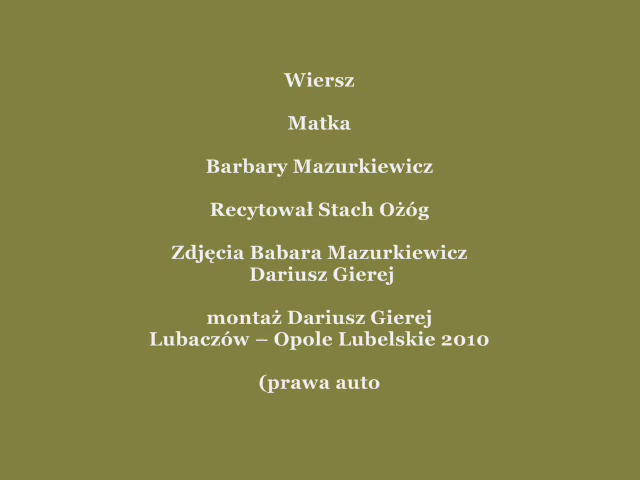 Wiersz
Matka
Barbary Mazurkiewicz
Recytował Stach Ożóg
Zdjęcia Babara Mazurkiewicz
Dariusz Gierej
montaż Dariusz Gierej
Lubaczów – Opole Lubelskie 2010
(prawa auto